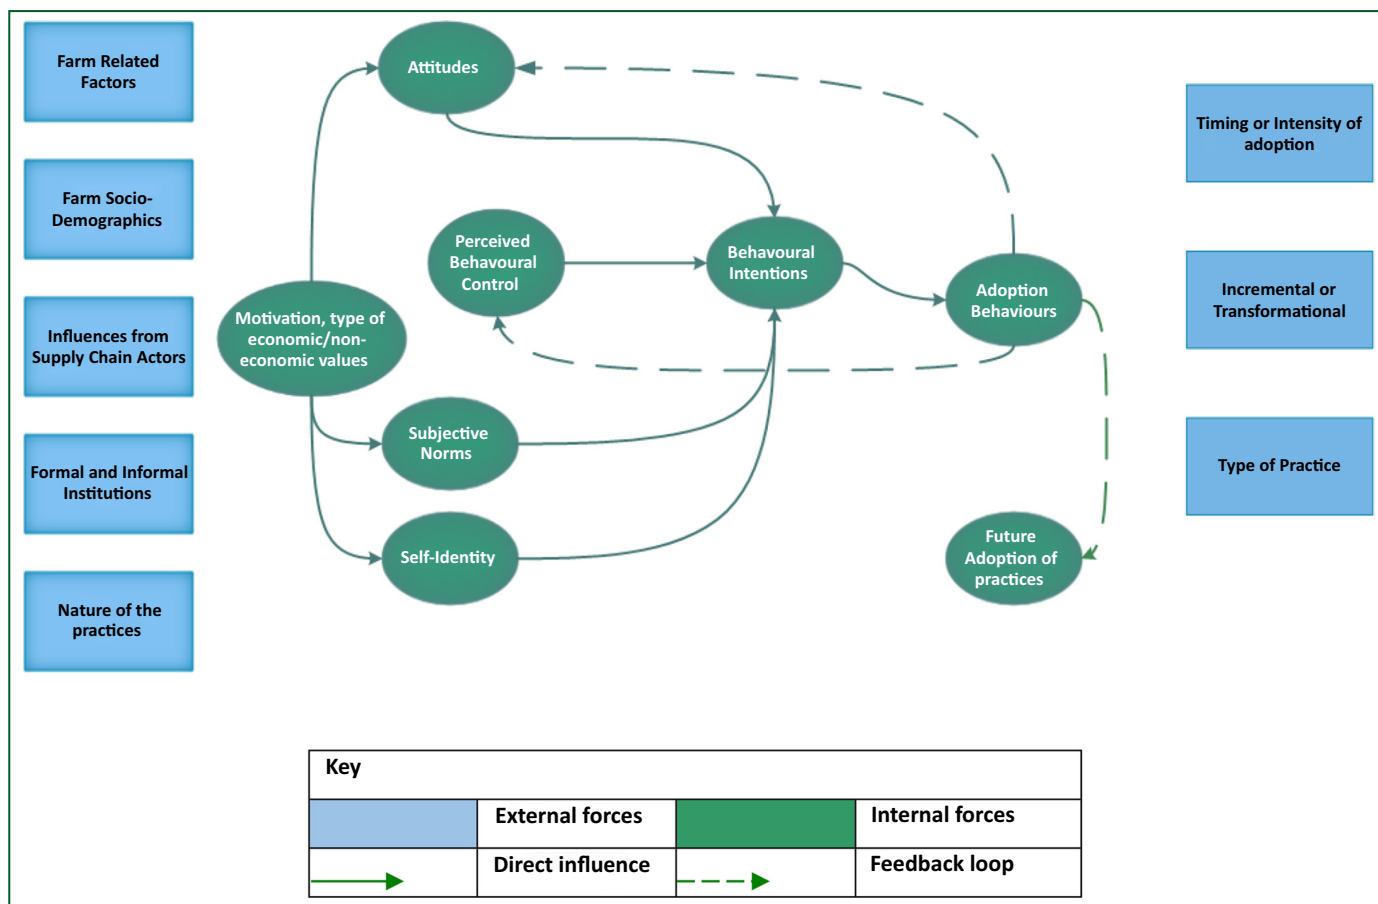 Farm Related
Factors
Farm Socio-
Demographics
Influences from
Supply Chain Actors
Formal and Informal
Institutions
Nature of the
practices
Attitudes
Perceived
Behavoural
Control
Motivation, type of
economic/non-
economic values
Subjective
Norms
Self-Identity
Behavoural
Intentions
Adoption
Behaviours
Future
Adoption of
practices
Timing or Intensity of
adoption
Incremental or
Transformational
Type of Practice
Key
External forces
Internal forces
Direct influence
Feedback loop